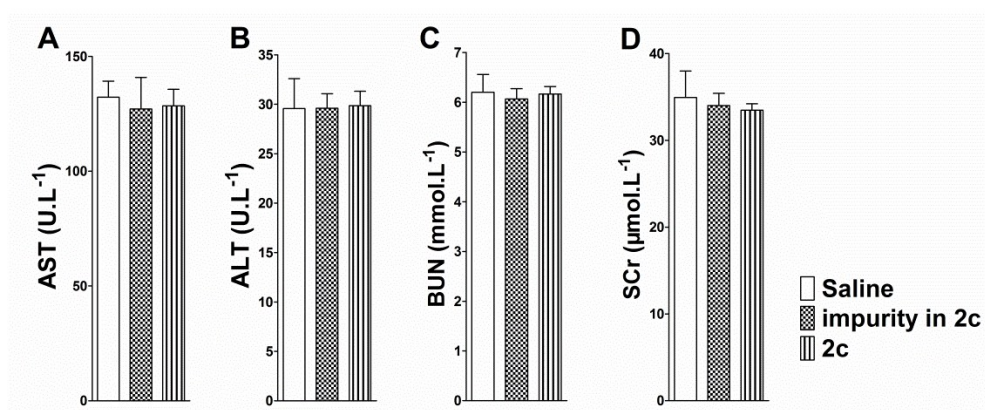 A
AST (U.L-1)
150
100
50
0
B
ALT (U.L-1)
35
30
25
20
15
10
5
0
C
BUN (mmol.L-1)
7
6
5
4
3
2
1
0
D
SCr (µmol.L-1)
40
30
20
10
0
Saline
impurity in 2c
2c